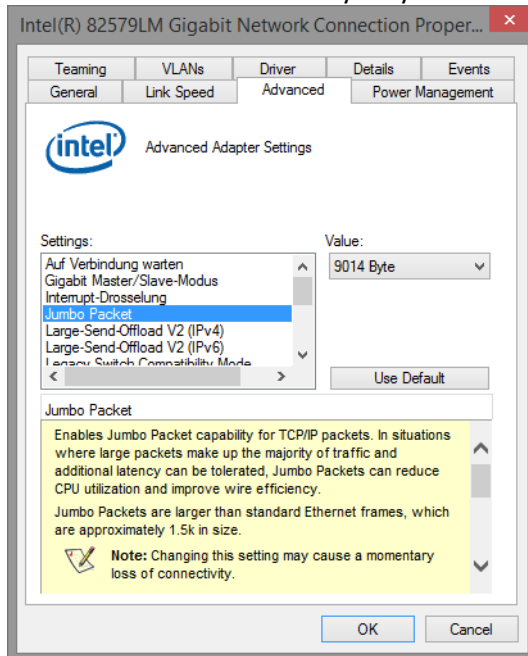 Intel(R) 82579LM Gigabit Network Connection Proper...
Teaming VLANs Driver Details Events
General Link Speed Advanced Power Management
intel
Advanced Adapter Settings
Settings: Value:
Auf Verbindung warten 9014 Byte
Gigabit Master/Slave-Modus
Interrupt-Drosselung
Jumbo Packet
Large-Send-Offload V2 (IPv4)
Large-Send-Offload V2 (IPv6)
Legacy Switch Compatibility Mode
Use Default
Jumbo Packet
Enables Jumbo Packet capability for TCP/IP packets. In situations
where large packets make up the majority of traffic and
additional latency can be tolerated, Jumbo Packets can reduce
CPU utilization and improve wire efficiency.
Jumbo Packets are larger than standard Ethernet frames, which
are approximately 1.5k in size.
Note: Changing this setting may cause a momentary
loss of connectivity.
OK Cancel